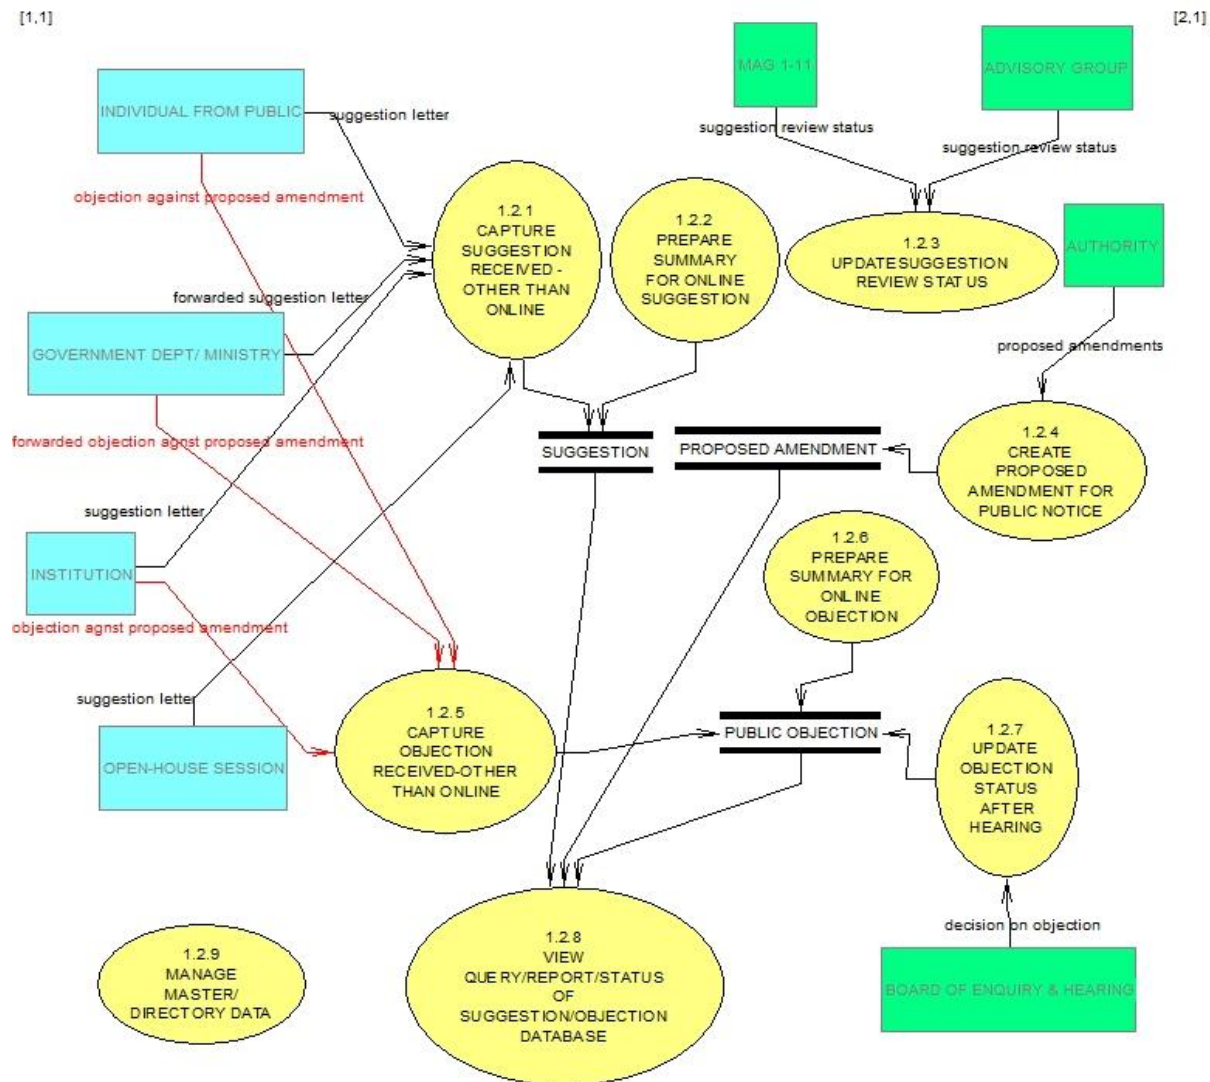 [1,1]
[2,1]
MAG 1-11
ADVISORY GROUP
INDIVIDUAL FROM PUBLIC
suggestion letter
suggestion review status
suggestion review status
objection against proposed amendment
1.2.1
CAPTURE
SUGGESTION
RECEIVED -
OTHER THAN
ONLINE
1.2.2
PREPARE
SUMMARY
FOR ONLINE
SUGGESTION
1.2.3
UPDATESUGGESTION
REVIEW STATUS
AUTHORITY
forwarded suggestion letter
GOVERNMENT DEPT/ MINISTRY
proposed amendments
forwarded objection agnst proposed amendment
SUGGESTION
PROPOSED AMENDMENT
1.2.4
CREATE
PROPOSED
AMENDMENT FOR
PUBLIC NOTICE
suggestion letter
INSTITUTION
1.2.6
PREPARE
SUMMARY FOR
ONLINE
OBJECTION
objection agnst proposed amendment
suggestion letter
OPEN-HOUSE SESSION
1.2.5
CAPTURE
OBJECTION
RECEIVED-OTHER
THAN ONLINE
PUBLIC OBJECTION
1.2.7
UPDATE
OBJECTION
STATUS
AFTER
HEARING
decision on objection
1.2.9
MANAGE
MASTER/
DIRECTORY DATA
1.2.8
VIEW
QUERY/REPORT/STATUS
OF
SUGGESTION/OBJECTION
DATABASE
BOARD OF ENQUIRY & HEARING